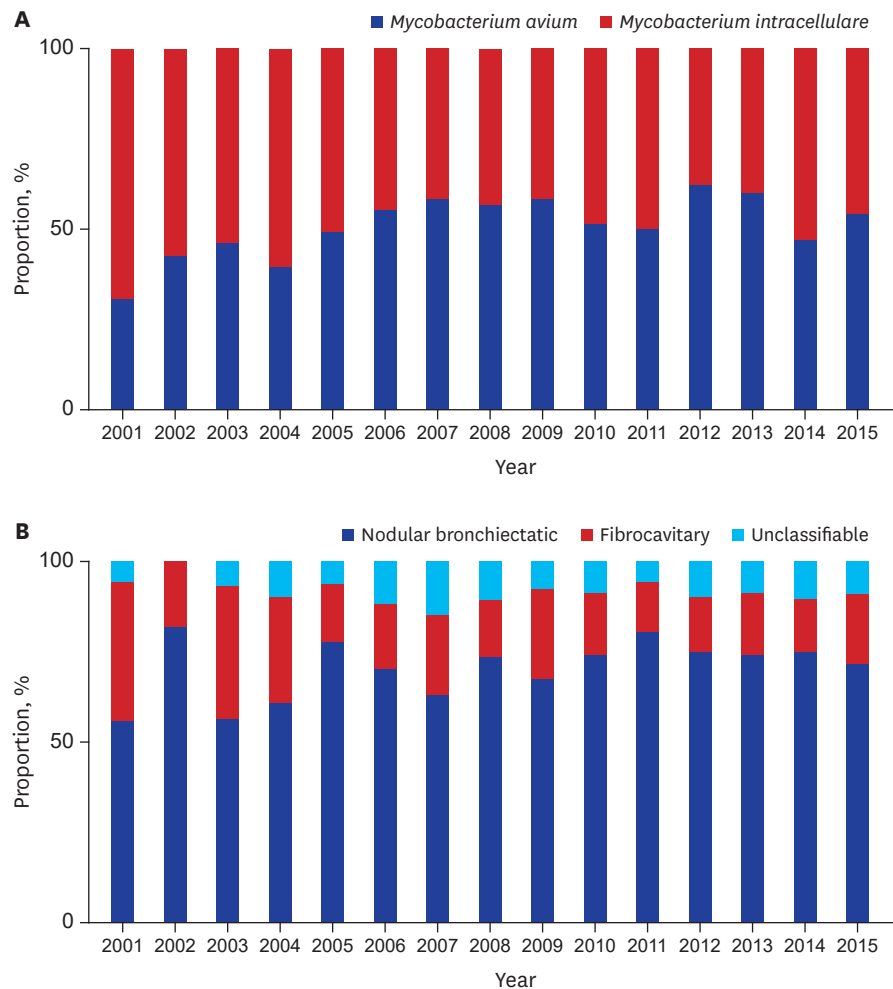 A
Mycobacterium avium Mycobacterium intracellulare
100
50
0
Proportion, %
2001 2002 2003 2004 2005 2006 2007 2008 2009 2010 2011 2012 2013 2014 2015
Year
B
Nodular bronchiectatic Fibrocavitary Unclassifiable
100
50
0
Proportion, %
2001 2002 2003 2004 2005 2006 2007 2008 2009 2010 2011 2012 2013 2014 2015
Year